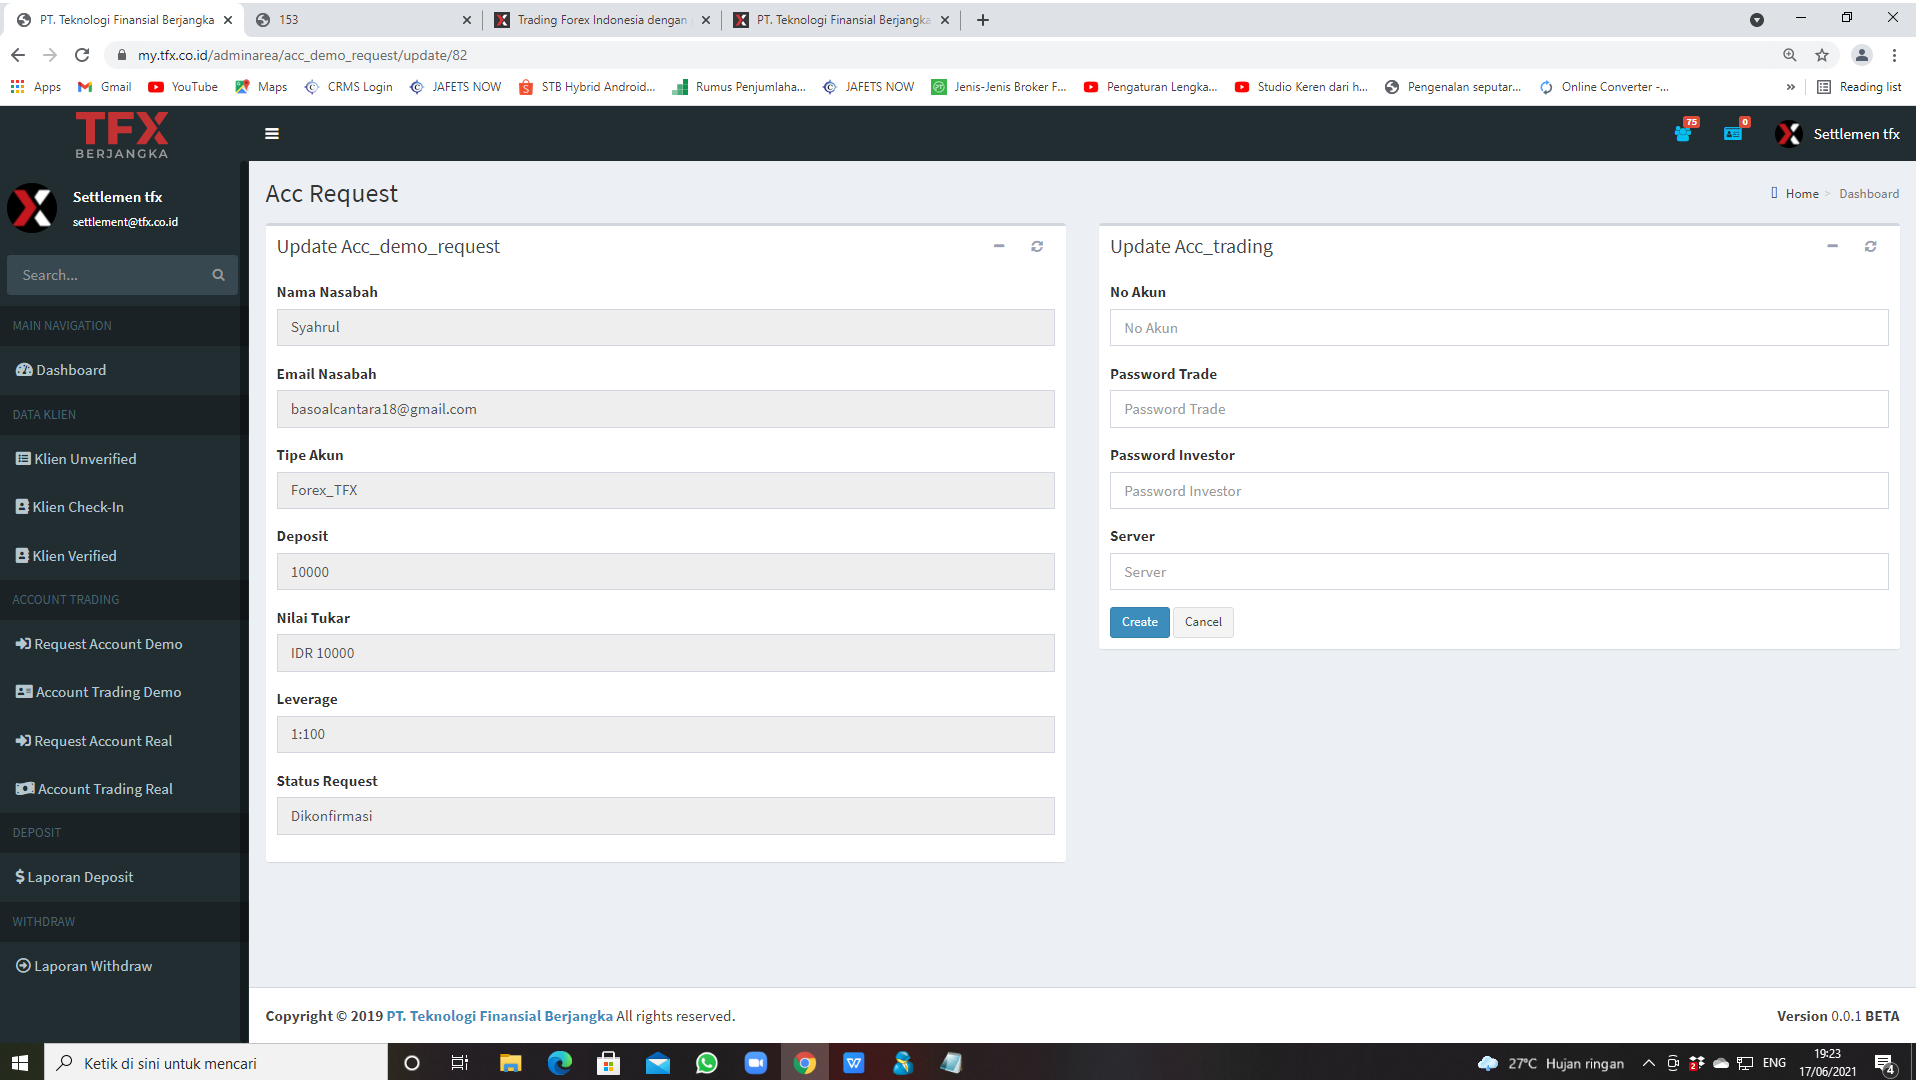 PT. Teknologi Finansial Berjangka
153
Trading Forex Indonesia dengan
PT. Teknologi Finansial Berjangka
my.tfx.co.id/adminarea/acc_demo_request/update/82
Apps
Gmail
YouTube
Maps
CRMS Login
JAFETS NOW
STB Hybrid Android...
Rumus Penjumlaha...
JAFETS NOW
Jenis-Jenis Broker F...
Pengaturan Lengka...
Studio Keren dari h...
Pengenalan seputar...
Online Converter -...
»
Reading list
TFX
BERJANGKA
75
0
Settlemen tfx
Settlemen tfx
settlement@tfx.co.id
Search...
MAIN NAVIGATION
Dashboard
DATA KLIEN
Klien Unverified
Klien Check-In
Klien Verified
ACCOUNT TRADING
Request Account Demo
Account Trading Demo
Request Account Real
Account Trading Real
DEPOSIT
Laporan Deposit
WITHDRAW
Laporan Withdraw
Acc Request
Home > Dashboard
Update Acc_demo_request
Nama Nasabah
Syahrul
Email Nasabah
basoalcantara18@gmail.com
Tipe Akun
Forex_TFX
Deposit
10000
Nilai Tukar
IDR 10000
Leverage
1:100
Status Request
Dikonfirmasi
Update Acc_trading
No Akun
No Akun
Password Trade
Password Trade
Password Investor
Password Investor
Server
Server
Create
Cancel
Copyright © 2019 PT. Teknologi Finansial Berjangka All rights reserved.
Version 0.0.1 BETA
Ketik di sini untuk mencari
27°C Hujan ringan
ENG
19:23
17/06/2021
4